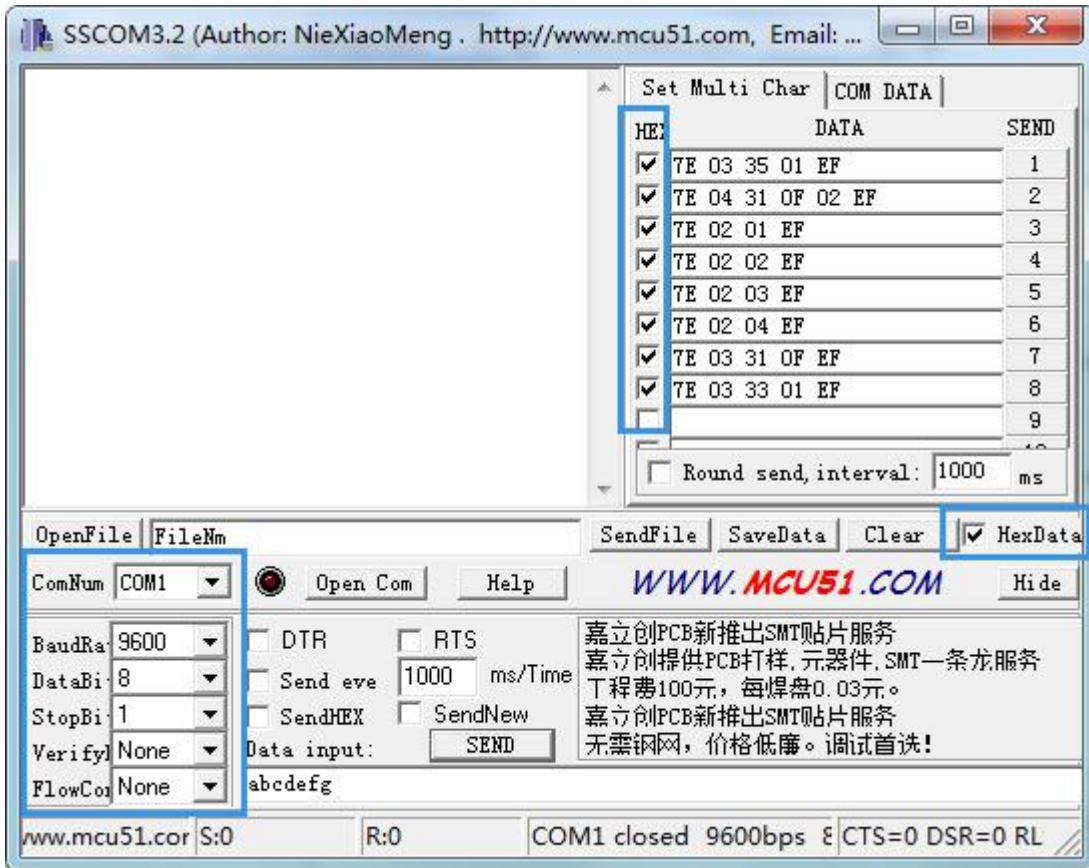 SSCOM3.2 (Author: NieXiaoMeng . http://www.mcu51.com, Email: ...
Set Multi Char
COM DATA
HEX DATA SEND
7E 03 35 01 EF 1
7E 04 31 0F 02 EF 2
7E 02 01 EF 3
7E 02 02 EF 4
7E 02 03 EF 5
7E 02 04 EF 6
7E 03 31 0F EF 7
7E 03 33 01 EF 8
9
Round send, interval: 1000 ms
OpenFile FileNm SendFile SaveData Clear HexData
ComNum COM1 Open Com Help WWW.MCU51.COM Hide
BaudRa 9600 DTR RTS
DataBi 8 Send eve 1000 ms/Time
StopBi 1 SendHEX SendNew
Verify None Data input: SEND
FlowCo None abcdefg
嘉立创PCB新推出SMT贴片服务
嘉立创提供PCB打样,元器件,SMT一条龙服务
工程费100元，每焊盘0.03元。
嘉立创PCB新推出SMT贴片服务
无需钢网，价格低廉。调试首选!
www.mcu51.cor S:0 R:0 COM1 closed 9600bps 8 CTS=0 DSR=0 RL